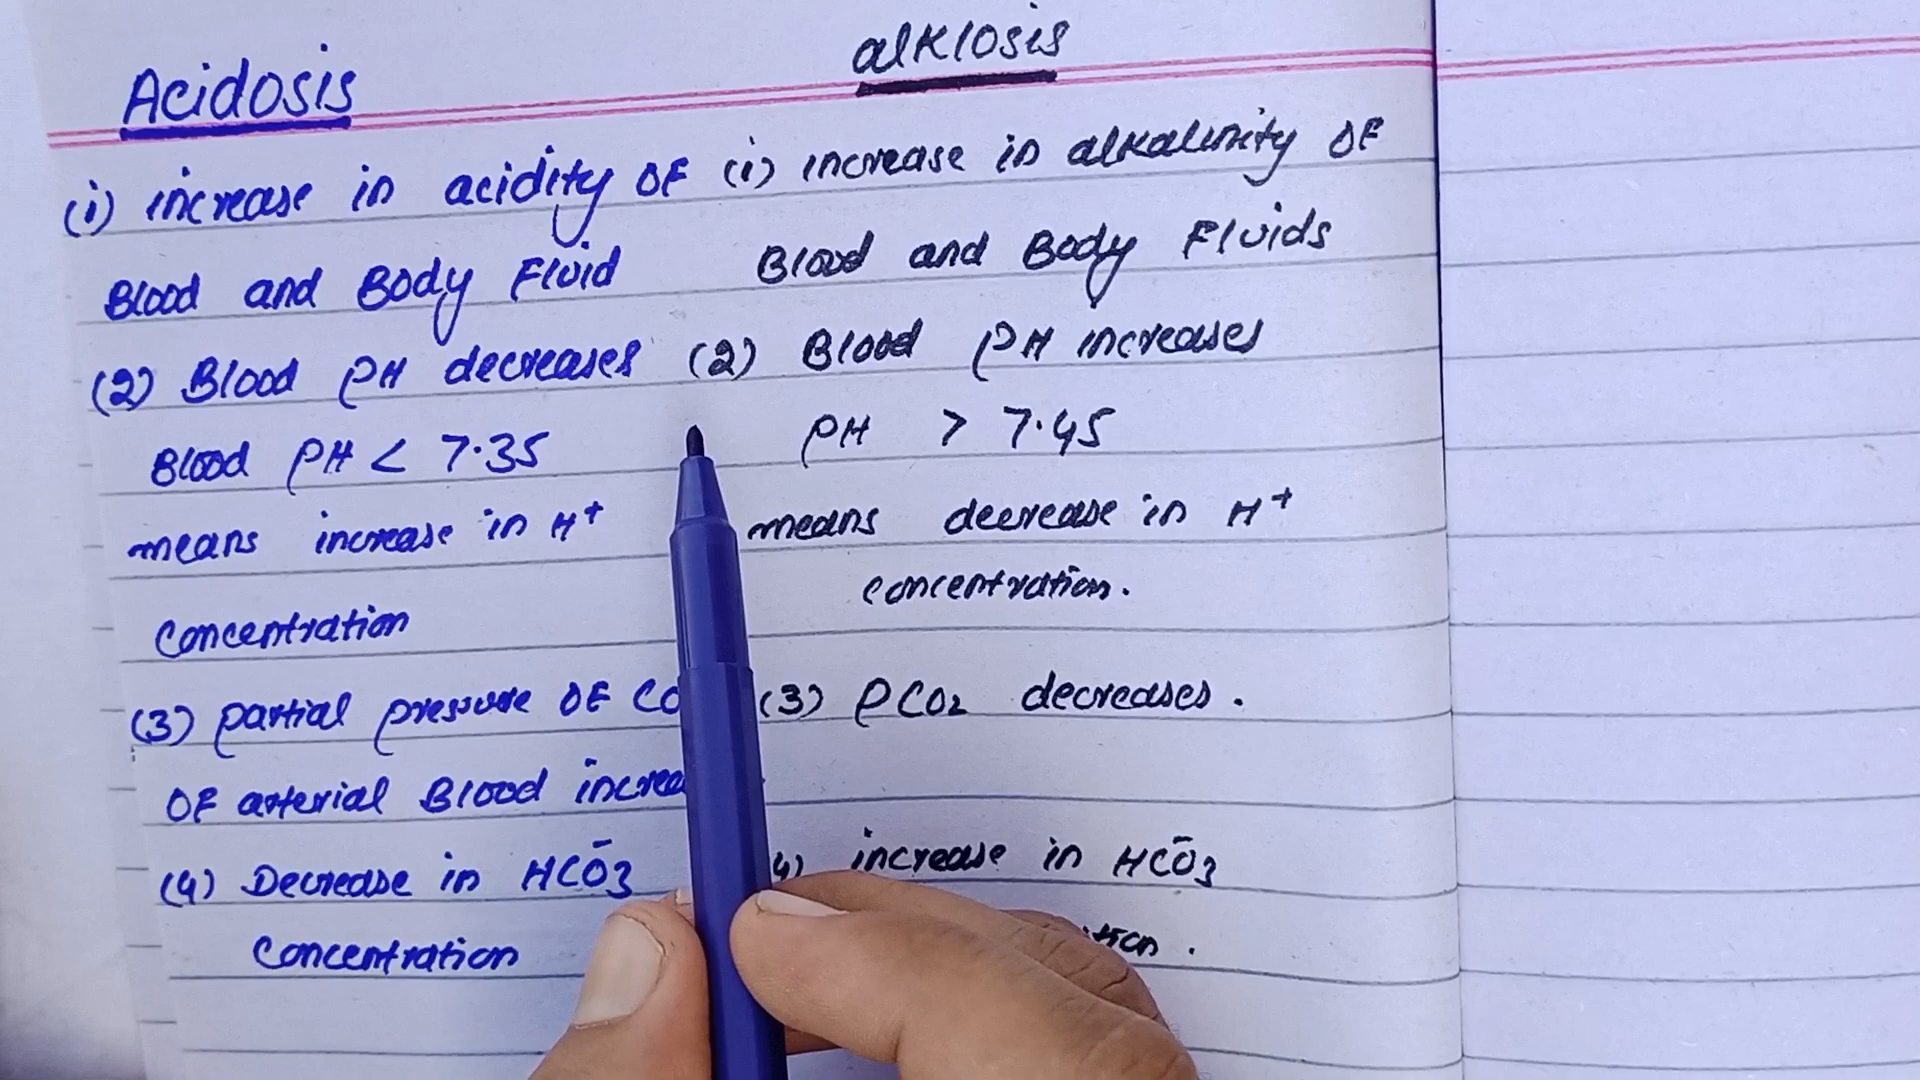 Acidosis
(i) increase in acidity of
Blood and Body Fluid
(2) Blood PH decreases
Blood PH < 7.35
means increase in H+
Concentration
(3) partial pressure of
of arterial Blood
(4) Decrease in HCO3-
Concentration
alklosis
(i) increase in alkalinity of
Blood and Body Fluids
(2) Blood PH increases
PH > 7.45
means decrease in H+
concentration.
(3) PCO2 decreases.
4) increase in HCO3-